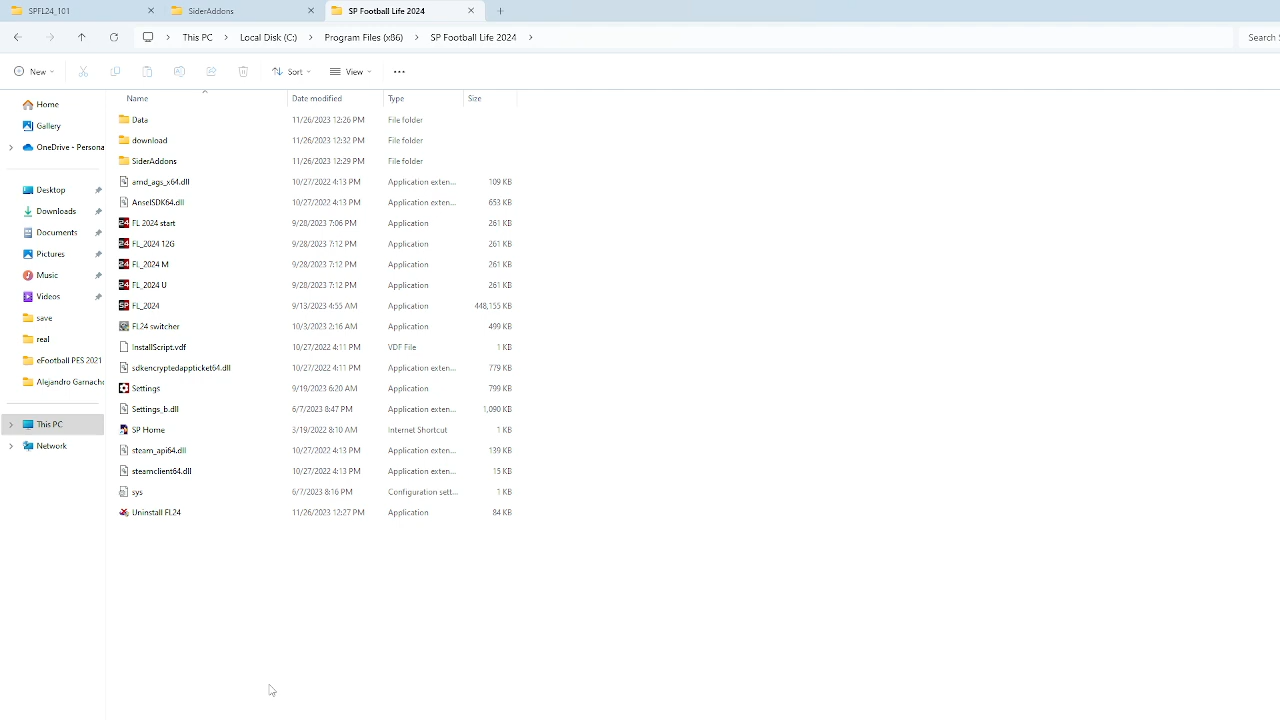 SPFL24_101
SiderAddons
SP Football Life 2024
This PC > Local Disk (C:) > Program Files (x86) > SP Football Life 2024 >
Search S
New
Sort
View
Name Date modified Type Size
Data 11/26/2023 12:26 PM File folder
download 11/26/2023 12:32 PM File folder
SiderAddons 11/26/2023 12:29 PM File folder
amd_ags_x64.dll 10/27/2022 4:13 PM Application exten... 109 KB
AnselSDK64.dll 10/27/2022 4:13 PM Application exten... 653 KB
FL 2024 start 9/28/2023 7:06 PM Application 261 KB
FL_2024 12G 9/28/2023 7:12 PM Application 261 KB
FL_2024 M 9/28/2023 7:12 PM Application 261 KB
FL_2024 U 9/28/2023 7:12 PM Application 261 KB
FL_2024 9/13/2023 4:55 AM Application 448,155 KB
FL24 switcher 10/3/2023 2:16 AM Application 499 KB
InstallScript.vdf 10/27/2022 4:11 PM VDF File 1 KB
sdkencryptedappticket64.dll 10/27/2022 4:11 PM Application exten... 779 KB
Settings 9/19/2023 6:20 AM Application 799 KB
Settings_b.dll 6/7/2023 8:47 PM Application exten... 1,090 KB
SP Home 3/19/2022 8:10 AM Internet Shortcut 1 KB
steam_api64.dll 10/27/2022 4:13 PM Application exten... 139 KB
steamclient64.dll 10/27/2022 4:13 PM Application exten... 15 KB
sys 6/7/2023 8:16 PM Configuration sett... 1 KB
Uninstall FL24 11/26/2023 12:27 PM Application 84 KB
Home
Gallery
OneDrive - Persona
Desktop
Downloads
Documents
Pictures
Music
Videos
save
real
eFootball PES 2021
Alejandro Garnacho
This PC
Network